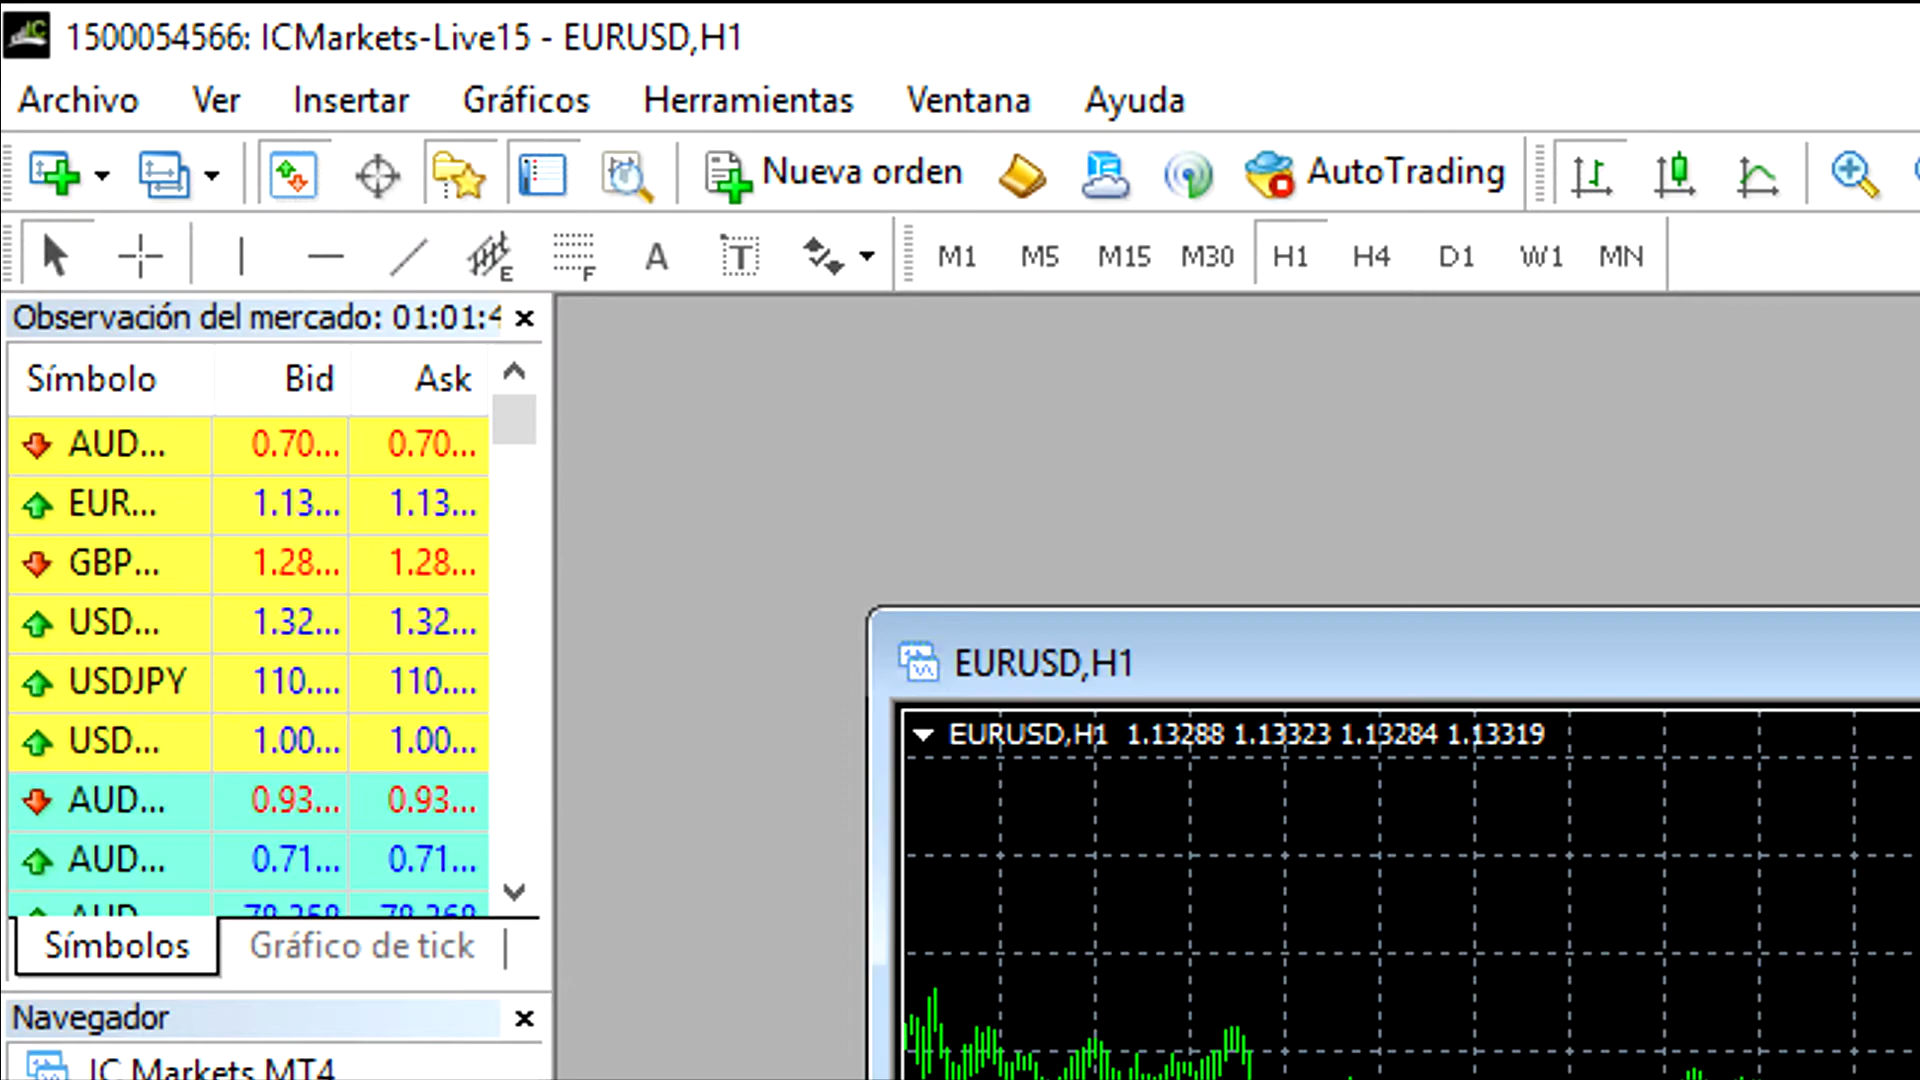 1500054566: ICMarkets-Live15 - EURUSD,H1
Archivo Ver Insertar Gráficos Herramientas Ventana Ayuda
Nueva orden AutoTrading
E F A T M1 M5 M15 M30 H1 H4 D1 W1 MN
Observación del mercado: 01:01:4
Símbolo Bid Ask
AUD... 0.70... 0.70...
EUR... 1.13... 1.13...
GBP... 1.28... 1.28...
USD... 1.32... 1.32...
USDJPY 110.... 110....
USD... 1.00... 1.00...
AUD... 0.93... 0.93...
AUD... 0.71... 0.71...
Símbolos Gráfico de tick
Navegador
IC Markets MT4
EURUSD,H1
EURUSD,H1 1.13288 1.13323 1.13284 1.13319